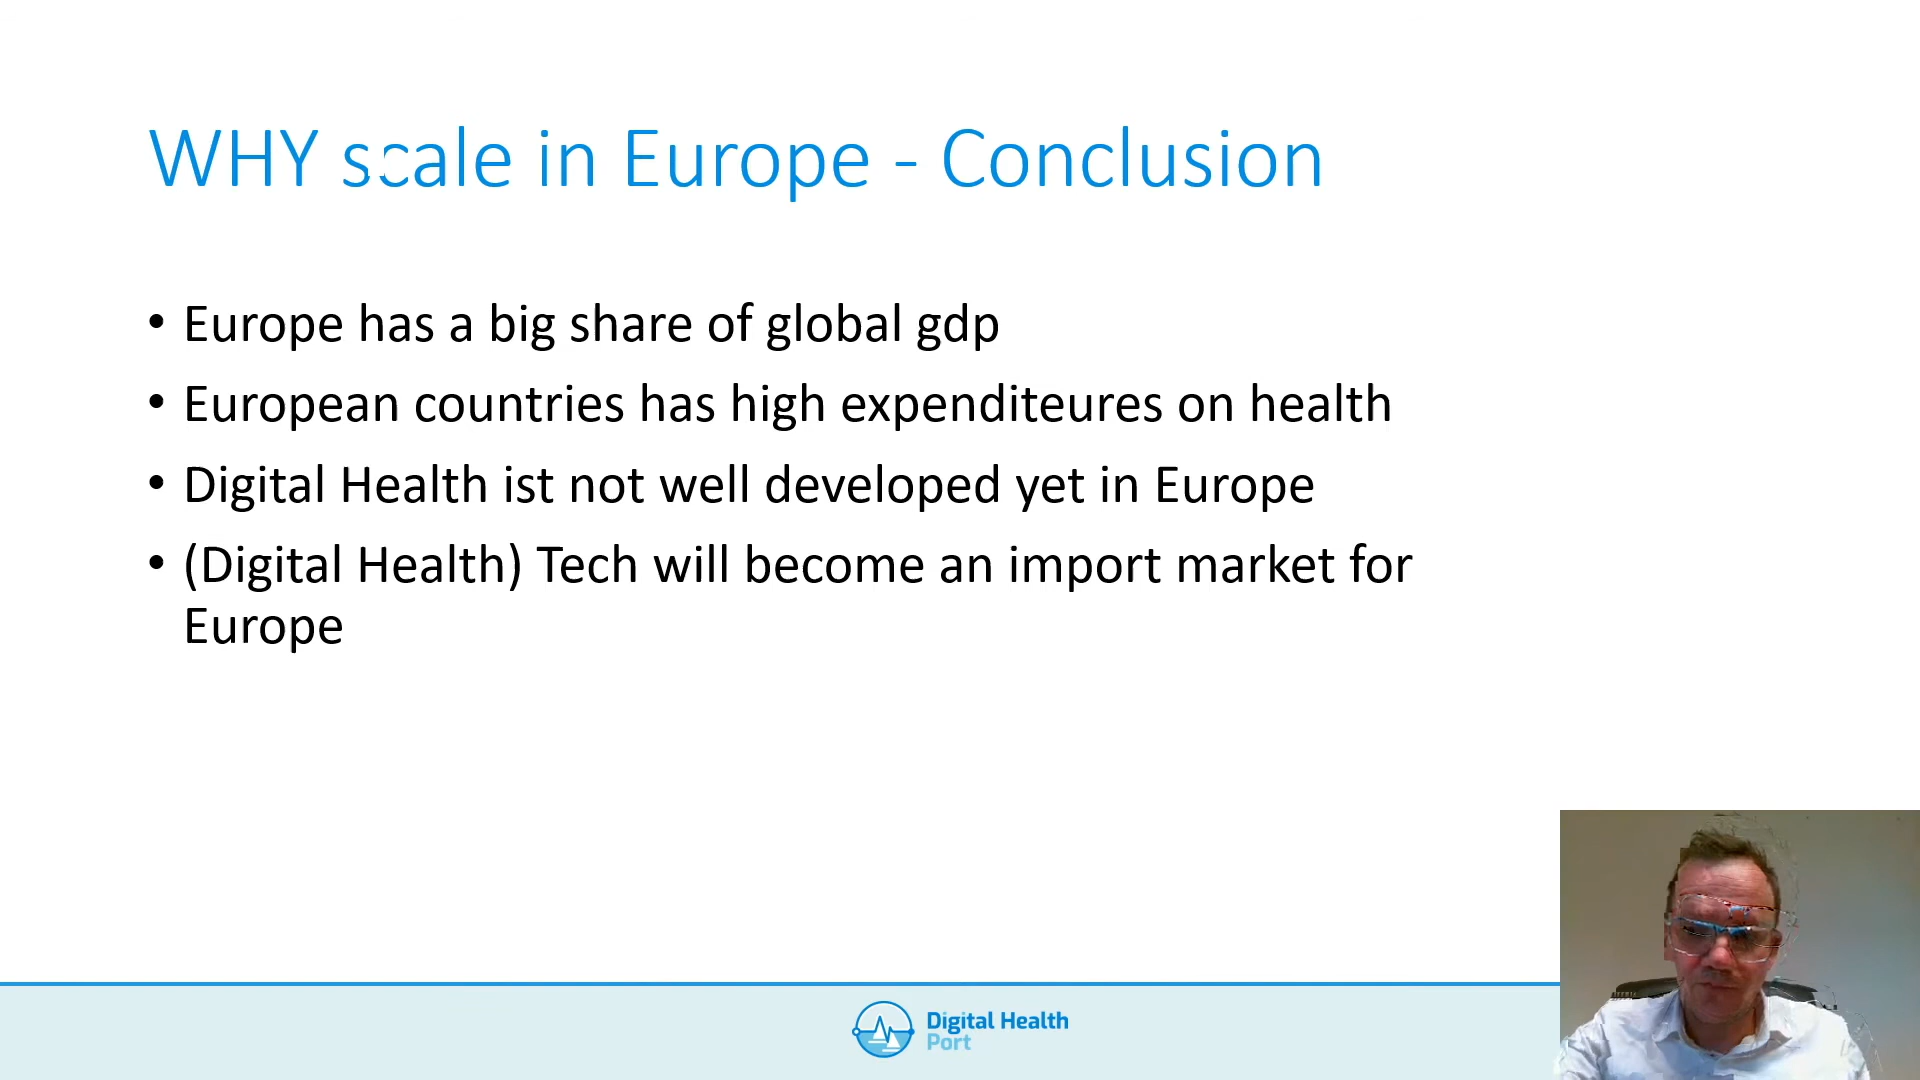 WHY scale in Europe - Conclusion
• Europe has a big share of global gdp
• European countries has high expenditeures on health
• Digital Health ist not well developed yet in Europe
• (Digital Health) Tech will become an import market for
Europe
Digital Health
Port